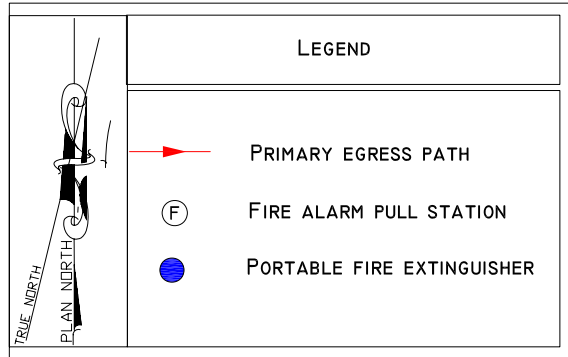 LEGEND
PRIMARY EGRESS PATH
F FIRE ALARM PULL STATION
PORTABLE FIRE EXTINGUISHER
TRUE NORTH
PLAN NORTH